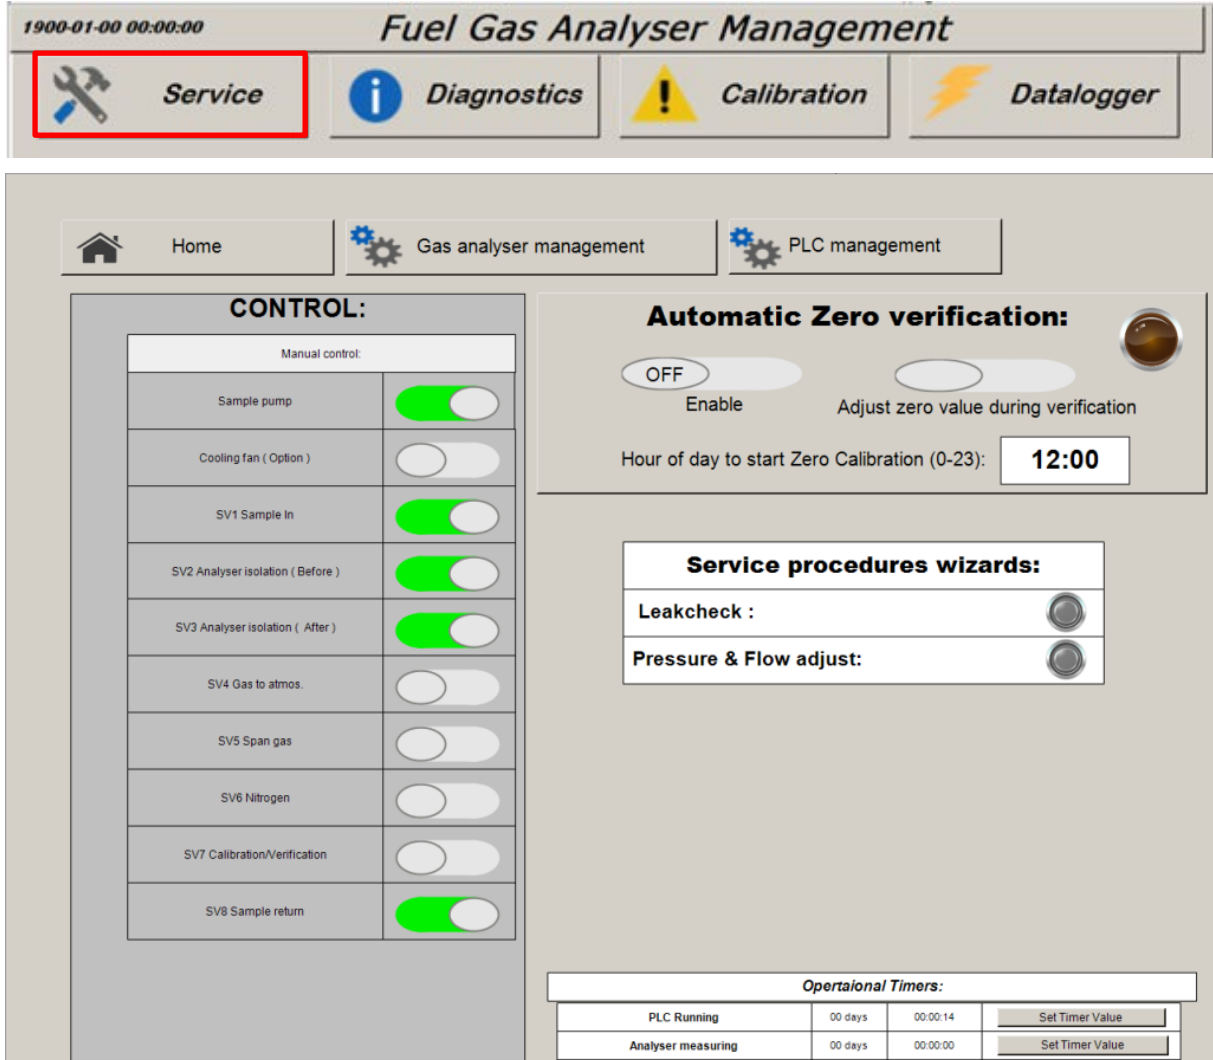 1900-01-00 00:00:00
Fuel Gas Analyser Management
Service
Diagnostics
Calibration
Datalogger
Home
Gas analyser management
PLC management
CONTROL:
Manual control:
Sample pump
Cooling fan ( Option )
SV1 Sample In
SV2 Analyser isolation ( Before )
SV3 Analyser isolation ( After )
SV4 Gas to atmos.
SV5 Span gas
SV6 Nitrogen
SV7 Calibration/Verification
SV8 Sample return
Automatic Zero verification:
OFF
Enable
Adjust zero value during verification
Hour of day to start Zero Calibration (0-23):
12:00
Service procedures wizards:
Leakcheck :
Pressure & Flow adjust:
Opertaional Timers:
PLC Running 00 days 00:00:14 Set Timer Value
Analyser measuring 00 days 00:00:00 Set Timer Value